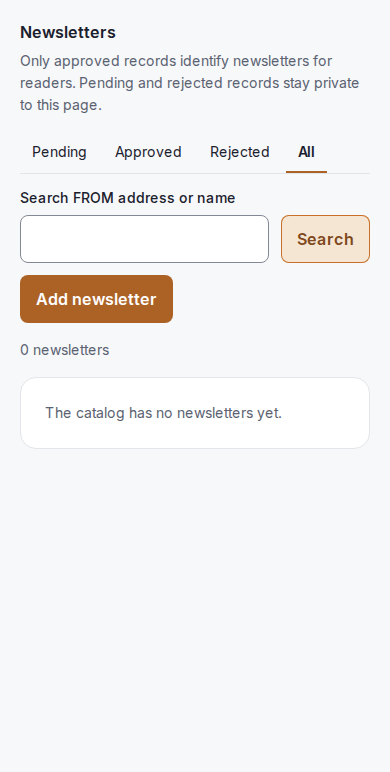 Newsletters
Only approved records identify newsletters for
readers. Pending and rejected records stay private
to this page.
Pending Approved Rejected All
Search FROM address or name
Search
Add newsletter
0 newsletters
The catalog has no newsletters yet.